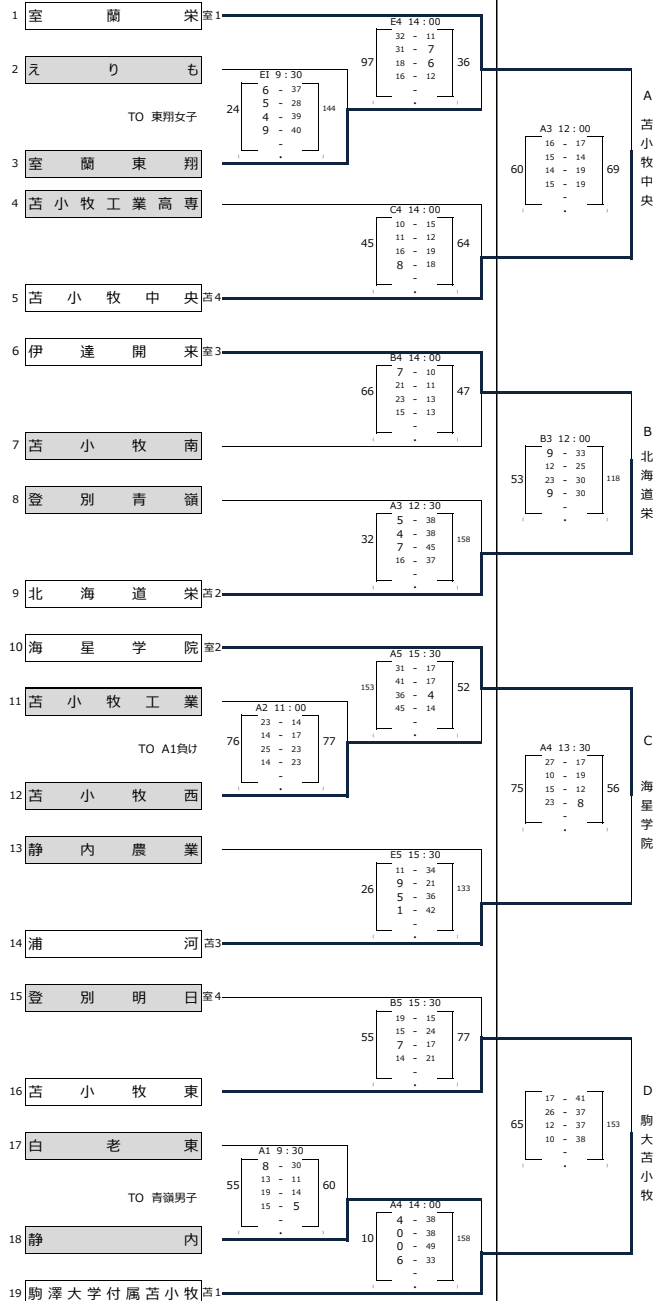 1 室蘭栄 室1
E4 14:00
97 36
32 - 11
31 - 7
18 - 6
16 - 12
-
2 えりも
EI 9:30
24 144
6 - 37
5 - 28
4 - 39
9 - 40
-
TO 東翔女子
3 室蘭東翔
4 苫小牧工業高専
C4 14:00
45 64
10 - 15
11 - 12
16 - 19
8 - 18
-
5 苫小牧中央 苫4
A3 12:00
60 69
16 - 17
15 - 14
14 - 19
15 - 19
-
A
苫小牧中央
6 伊達開来 室3
B4 14:00
66 47
7 - 10
21 - 11
23 - 13
15 - 13
-
7 苫小牧南
8 登別青嶺
A3 12:30
32 158
5 - 38
4 - 38
7 - 45
16 - 37
-
9 北海道栄 苫2
B3 12:00
53 118
9 - 33
12 - 25
23 - 30
9 - 30
-
B
北海道栄
10 海星学院 室2
A5 15:30
153 52
31 - 17
41 - 17
36 - 4
45 - 14
-
11 苫小牧工業
A2 11:00
76 77
23 - 14
14 - 17
25 - 23
14 - 23
-
TO A1負け
12 苫小牧西
13 静内農業
E5 15:30
26 133
11 - 34
9 - 21
5 - 36
1 - 42
-
14 浦河 苫3
A4 13:30
75 56
27 - 17
10 - 19
15 - 12
23 - 8
-
C
海星学院
15 登別明日 室4
B5 15:30
55 77
19 - 15
15 - 24
7 - 17
14 - 21
-
16 苫小牧東
17 白老東
A1 9:30
55 60
8 - 30
13 - 11
19 - 14
15 - 5
-
TO 青嶺男子
18 静内
A4 14:00
10 158
4 - 38
0 - 38
0 - 49
6 - 33
-
19 駒澤大学付属苫小牧 苫1
65 153
17 - 41
26 - 37
12 - 37
10 - 38
-
D
駒大苫小牧